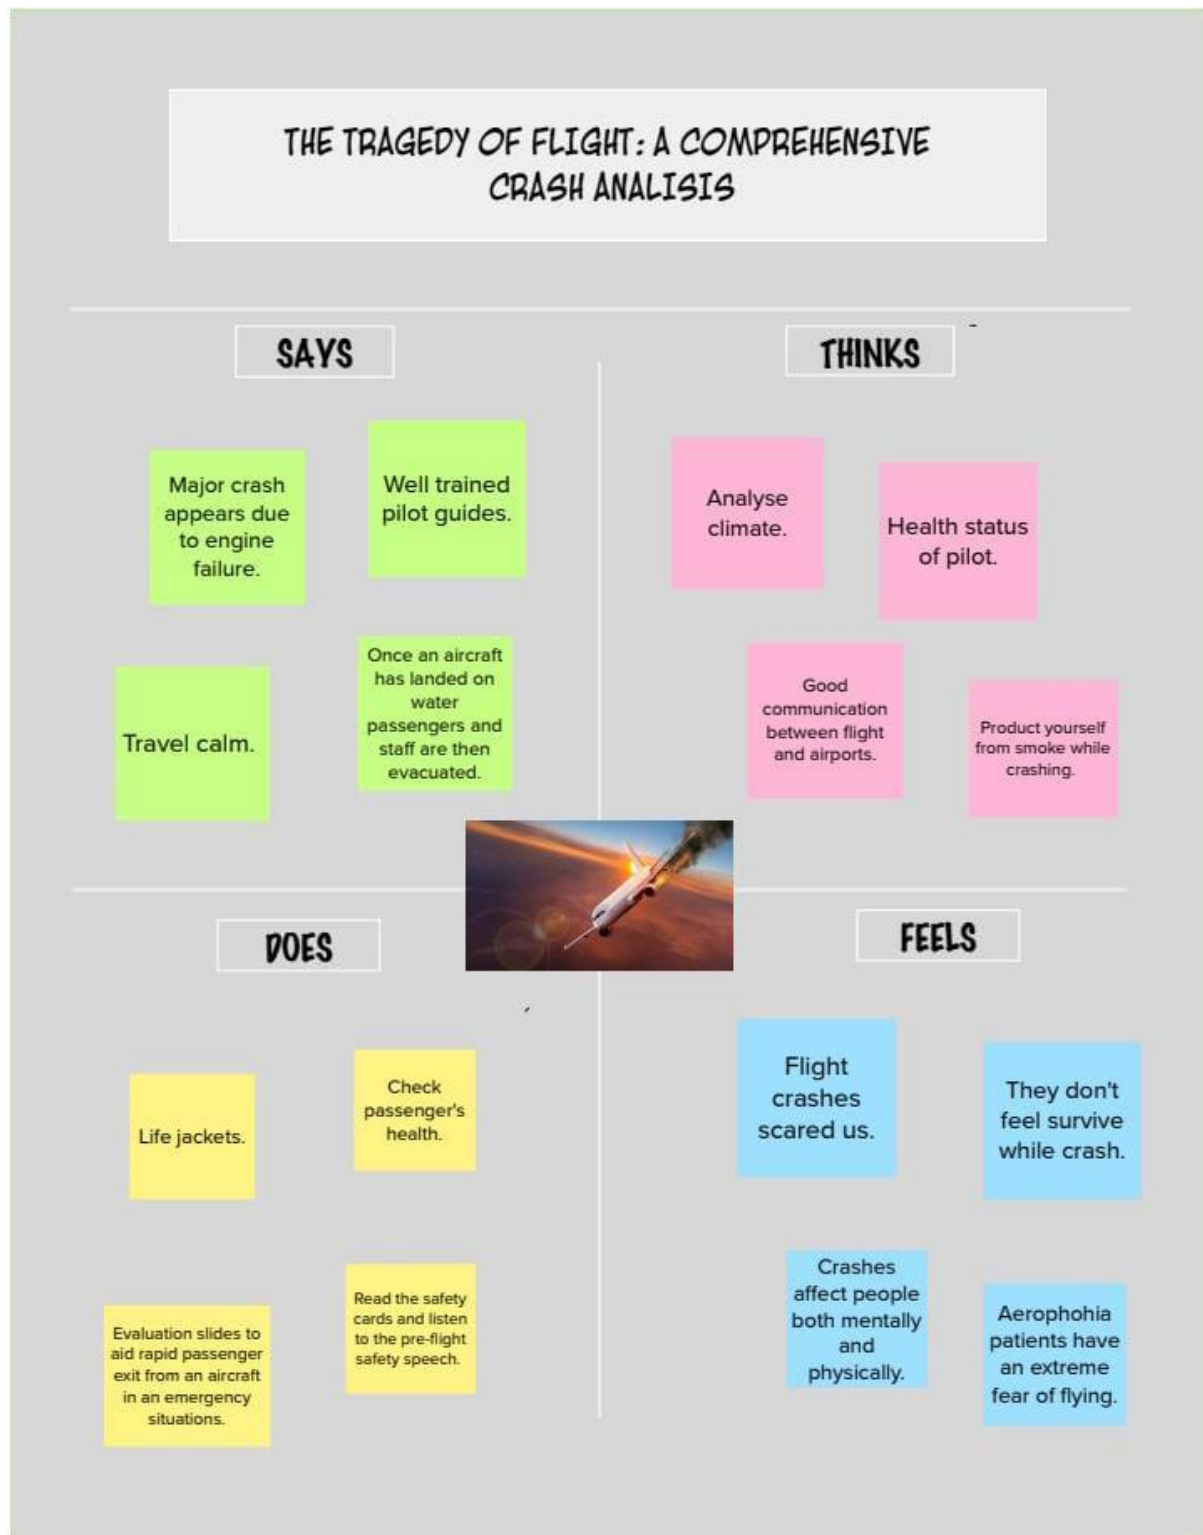 THE TRAGEDY OF FLIGHT: A COMPREHENSIVE
CRASH ANALISIS
SAYS
Major crash
appears due
to engine
failure.
Well trained
pilot guides.
Travel calm.
Once an aircraft
has landed on
water
passengers and
staff are then
evacuated.
THINKS
Analyse
climate.
Health status
of pilot.
Good
communication
between flight
and airports.
Product yourself
from smoke while
crashing.
DOES
Life jackets.
Check
passenger's
health.
Evaluation slides to
aid rapid passenger
exit from an aircraft
in an emergency
situations.
Read the safety
cards and listen
to the pre-flight
safety speech.
FEELS
Flight
crashes
scared us.
They don't
feel survive
while crash.
Crashes
affect people
both mentally
and
physically.
Aerophohia
patients have
an extreme
fear of flying.